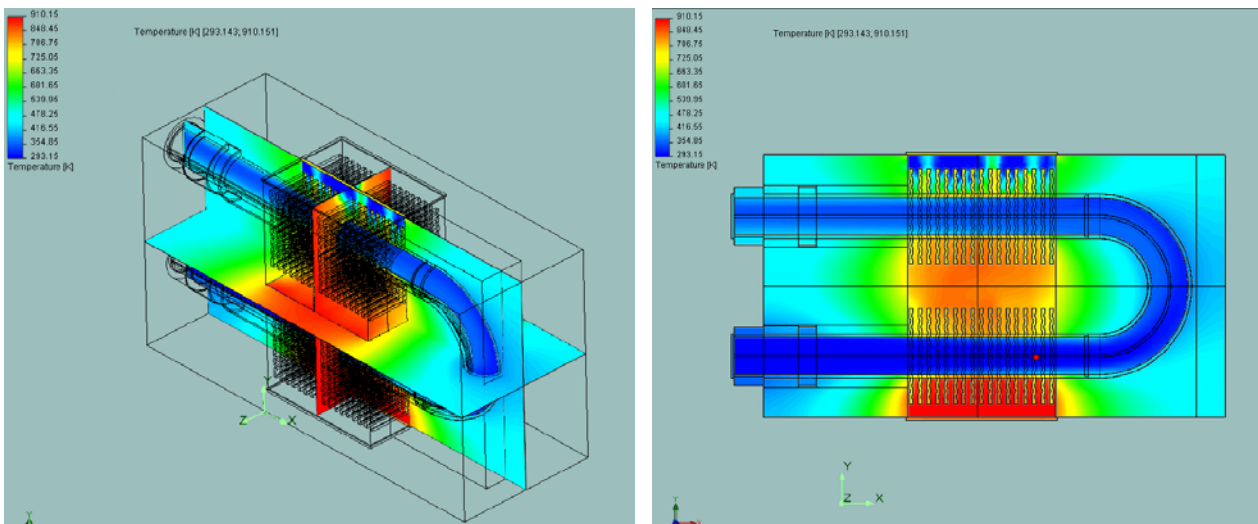 910.15
848.45
786.75
725.05
663.35
601.65
539.95
478.25
416.55
354.85
293.15
Temperature [K]
Temperature [K] [293.143; 910.151]
Y
Z
X
Y
910.15
848.45
786.75
725.05
663.35
601.65
539.95
478.25
416.55
354.85
293.15
Temperature [K]
Temperature [K] [293.143; 910.151]
Y
Z
X
Y